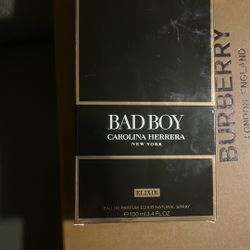 BAD BOY
CAROLINA HERRERA
NEW YORK
ELIXIR
EAU DE PARFUM ELIXIR NATURAL SPRAY
℮ 100 ml 3.4 FL OZ
BURBERRY
LONDON ENGLAND